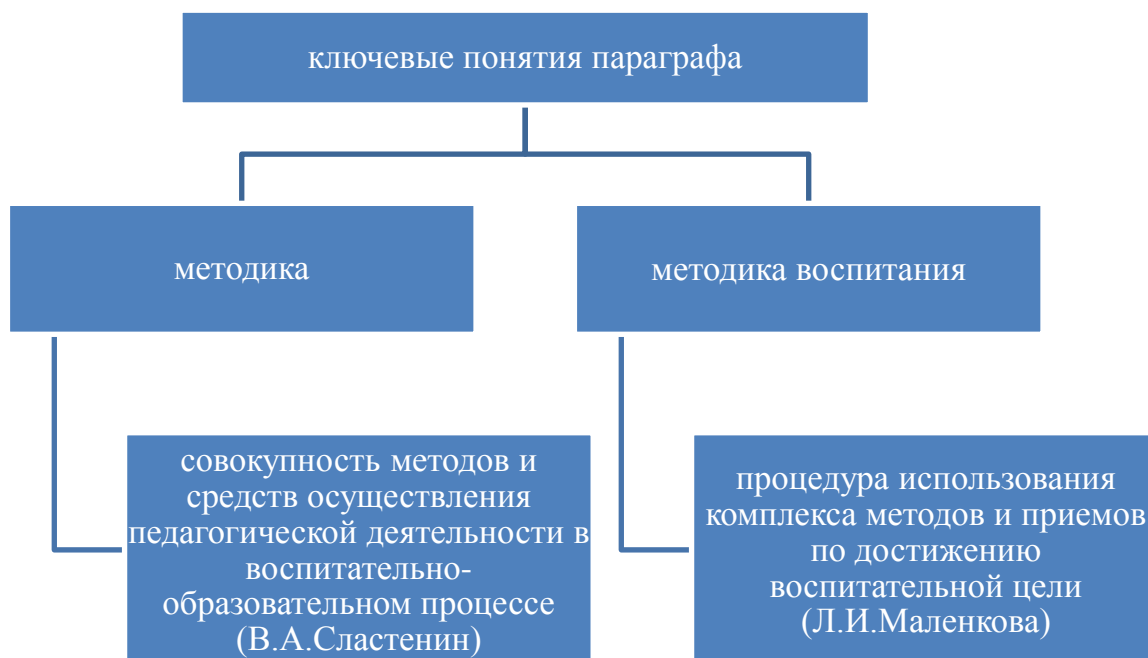 ключевые понятия параграфа
методика
методика воспитания
совокупность методов и
средств осуществления
педагогической деятельности в
воспитательно-
образовательном процессе
(В.А.Сластенин)
процедура использования
комплекса методов и приемов
по достижению
воспитательной цели
(Л.И.Маленкова)